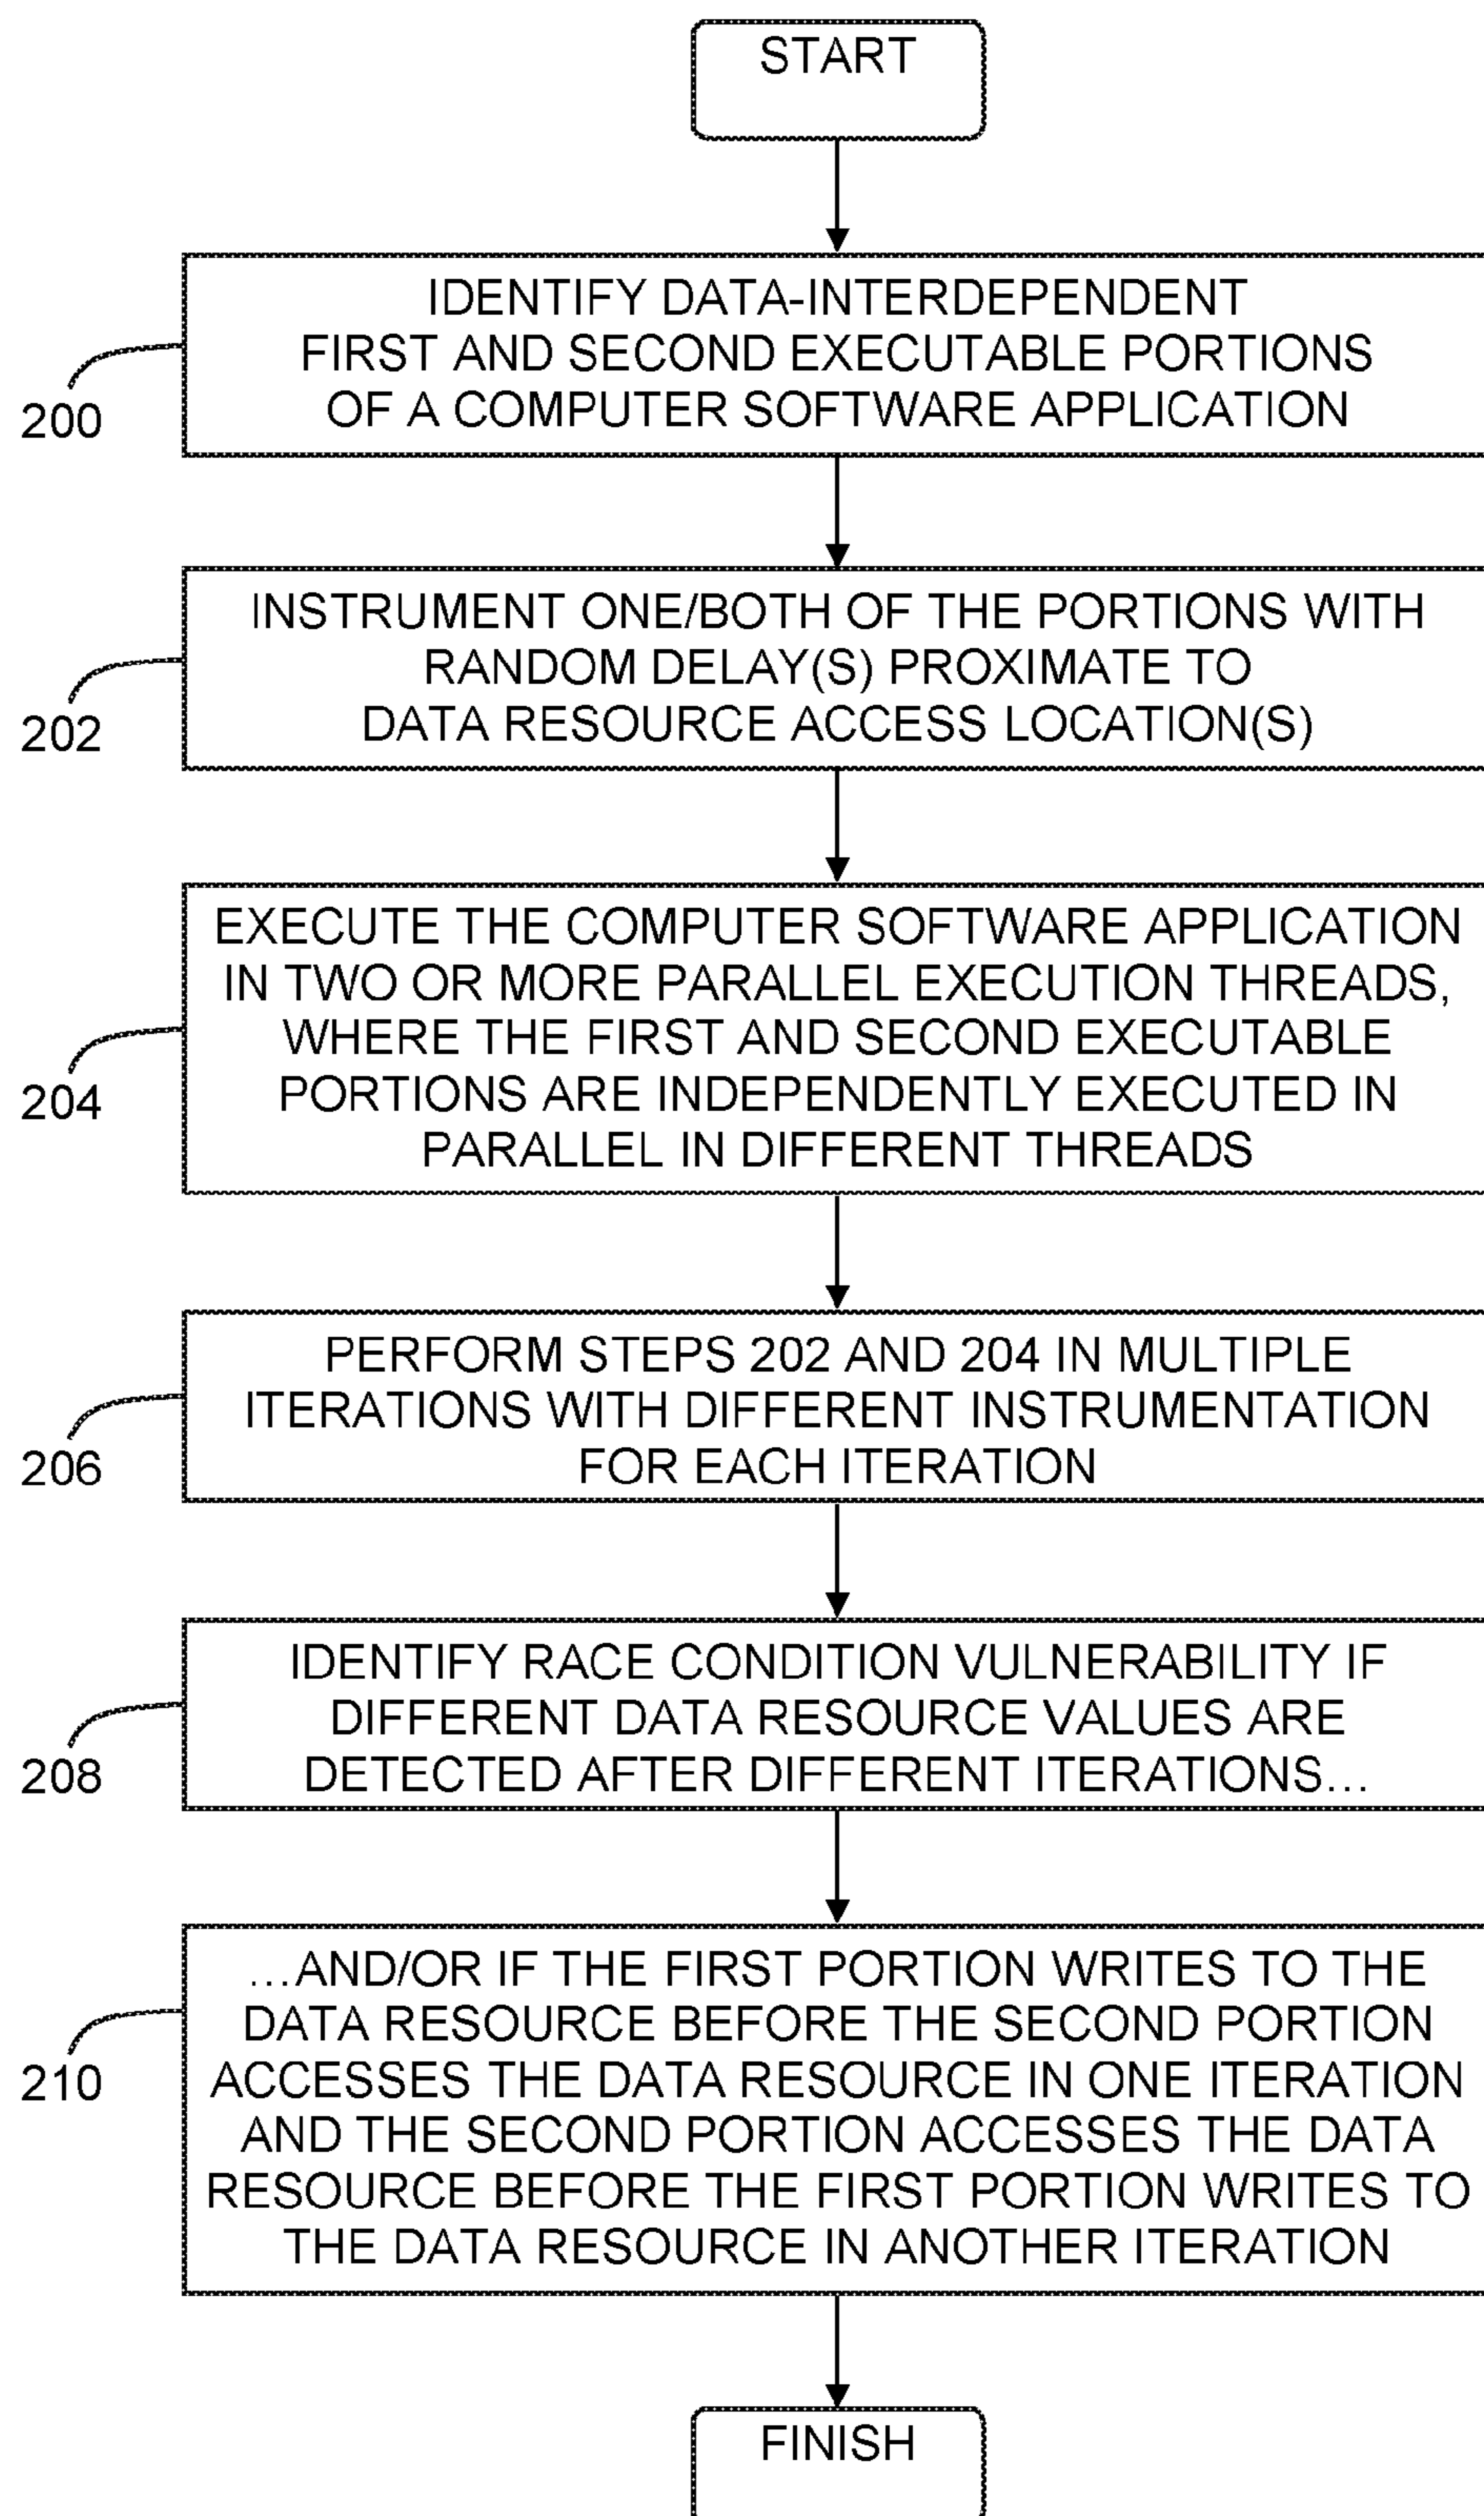 START
IDENTIFY DATA-INTERDEPENDENT
FIRST AND SECOND EXECUTABLE PORTIONS
OF A COMPUTER SOFTWARE APPLICATION
200
INSTRUMENT ONE/BOTH OF THE PORTIONS WITH
RANDOM DELAY(S) PROXIMATE TO
DATA RESOURCE ACCESS LOCATION(S)
202
EXECUTE THE COMPUTER SOFTWARE APPLICATION
IN TWO OR MORE PARALLEL EXECUTION THREADS,
WHERE THE FIRST AND SECOND EXECUTABLE
PORTIONS ARE INDEPENDENTLY EXECUTED IN
PARALLEL IN DIFFERENT THREADS
204
PERFORM STEPS 202 AND 204 IN MULTIPLE
ITERATIONS WITH DIFFERENT INSTRUMENTATION
FOR EACH ITERATION
206
IDENTIFY RACE CONDITION VULNERABILITY IF
DIFFERENT DATA RESOURCE VALUES ARE
DETECTED AFTER DIFFERENT ITERATIONS...
208
...AND/OR IF THE FIRST PORTION WRITES TO THE
DATA RESOURCE BEFORE THE SECOND PORTION
ACCESSES THE DATA RESOURCE IN ONE ITERATION
AND THE SECOND PORTION ACCESSES THE DATA
RESOURCE BEFORE THE FIRST PORTION WRITES TO
THE DATA RESOURCE IN ANOTHER ITERATION
210
FINISH